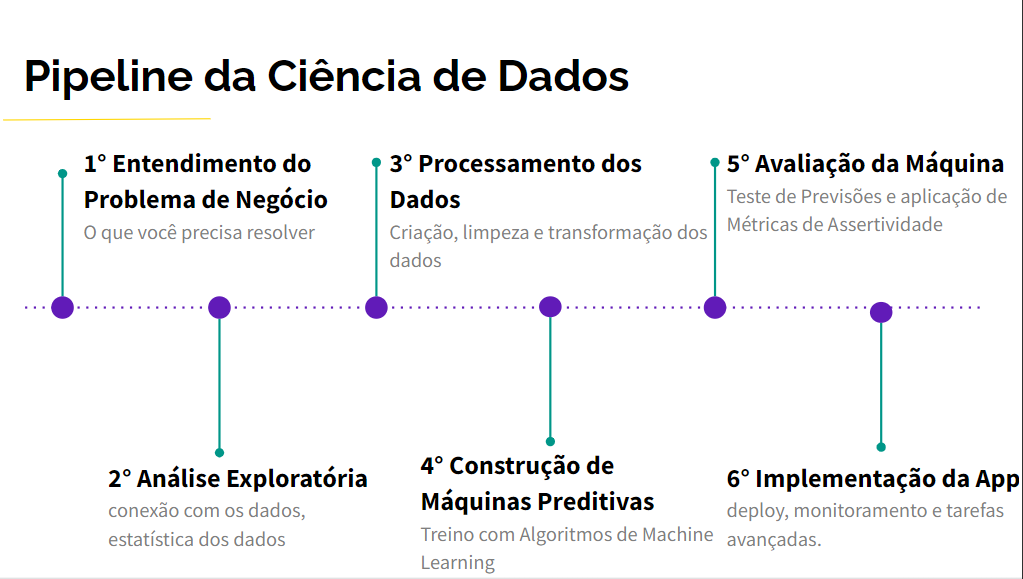 Pipeline da Ciência de Dados
1° Entendimento do
Problema de Negócio
O que você precisa resolver
3° Processamento dos
Dados
Criação, limpeza e transformação dos
dados
5° Avaliação da Máquina
Teste de Previsões e aplicação de
Métricas de Assertividade
2° Análise Exploratória
conexão com os dados,
estatística dos dados
4° Construção de
Máquinas Preditivas
Treino com Algoritmos de Machine
Learning
6° Implementação da App
deploy, monitoramento e tarefas
avançadas.